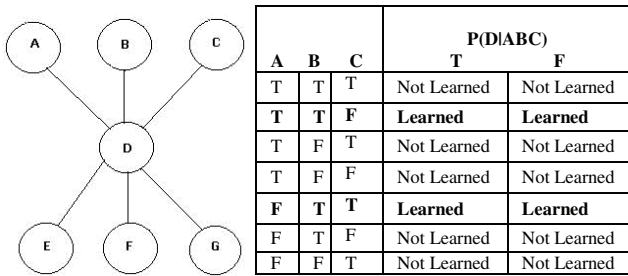 A B C
D
E F G
P(D|ABC)
A B C T F
T T T Not Learned Not Learned
T T F Learned Learned
T F T Not Learned Not Learned
T F F Not Learned Not Learned
F T T Learned Learned
F T F Not Learned Not Learned
F F T Not Learned Not Learned